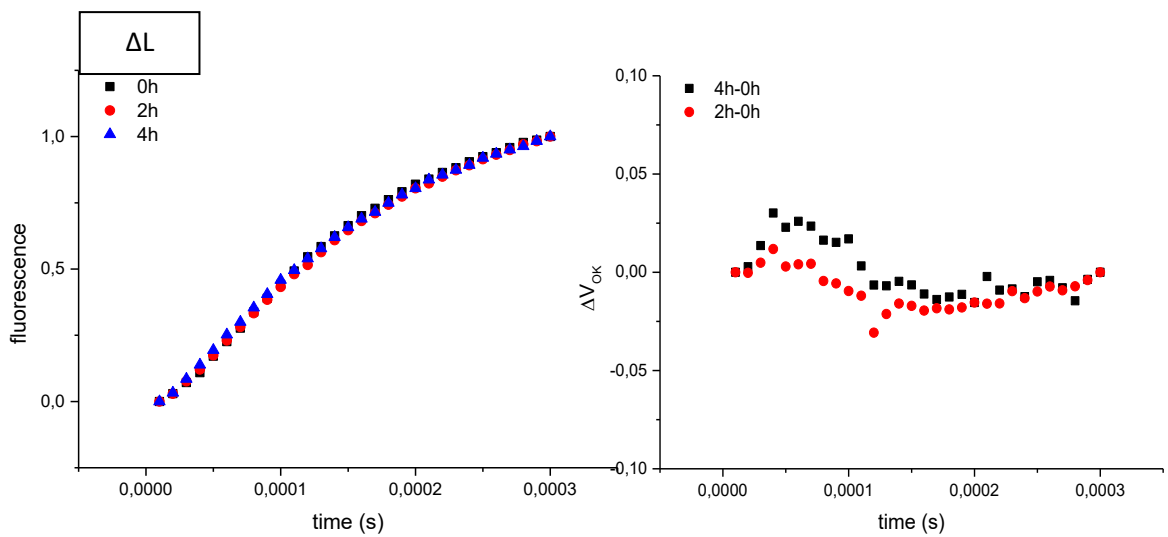 ΔL
0h
2h
4h
1,0
0,5
0,0
fluorescence
0,0000
0,0001
0,0002
0,0003
time (s)
4h-0h
2h-0h
0,10
0,05
0,00
-0,05
-0,10
ΔV_OK
0,0000
0,0001
0,0002
0,0003
time (s)